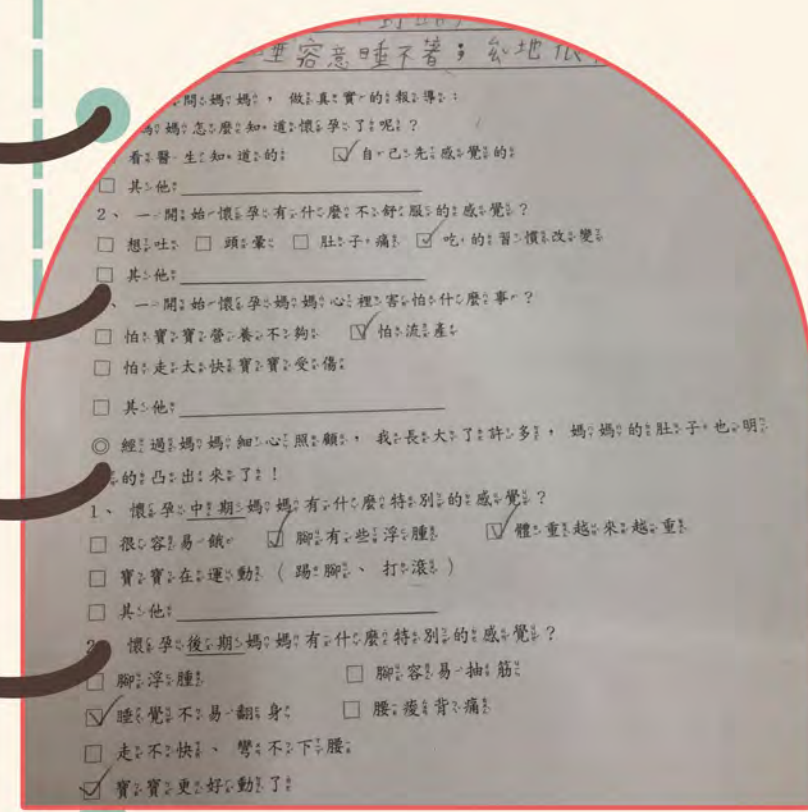 容意睡不著；
開媽媽，做真實的報導：
媽媽怎麼知道懷孕了呢？
看醫生知道的 ☑ 自己先感覺的
□ 其他
2、一開始懷孕有什麼不舒服的感覺？
□ 想吐 □ 頭暈 □ 肚子痛 ☑ 吃的習慣改變
□ 其他
、一開始懷孕媽媽心裡害怕什麼事？
□ 怕寶寶營養不夠 ☑ 怕流產
□ 怕走太快寶寶受傷
□ 其他
◎ 經過媽媽細心照顧，我長大了許多，媽媽的肚子也明
的凸出來了！
1、懷孕中期媽媽有什麼特別的感覺？
□ 很容易餓 ☑ 腳有一些浮腫 ☑ 體重越來越重
□ 寶寶在運動（踢腳、打滾）
□ 其他
2 懷孕後期媽媽有什麼特別的感覺？
□ 腳浮腫 □ 腳容易抽筋
☑ 睡覺不易翻身 □ 腰痠背痛
□ 走不快、彎不下腰
☑ 寶寶更好動了